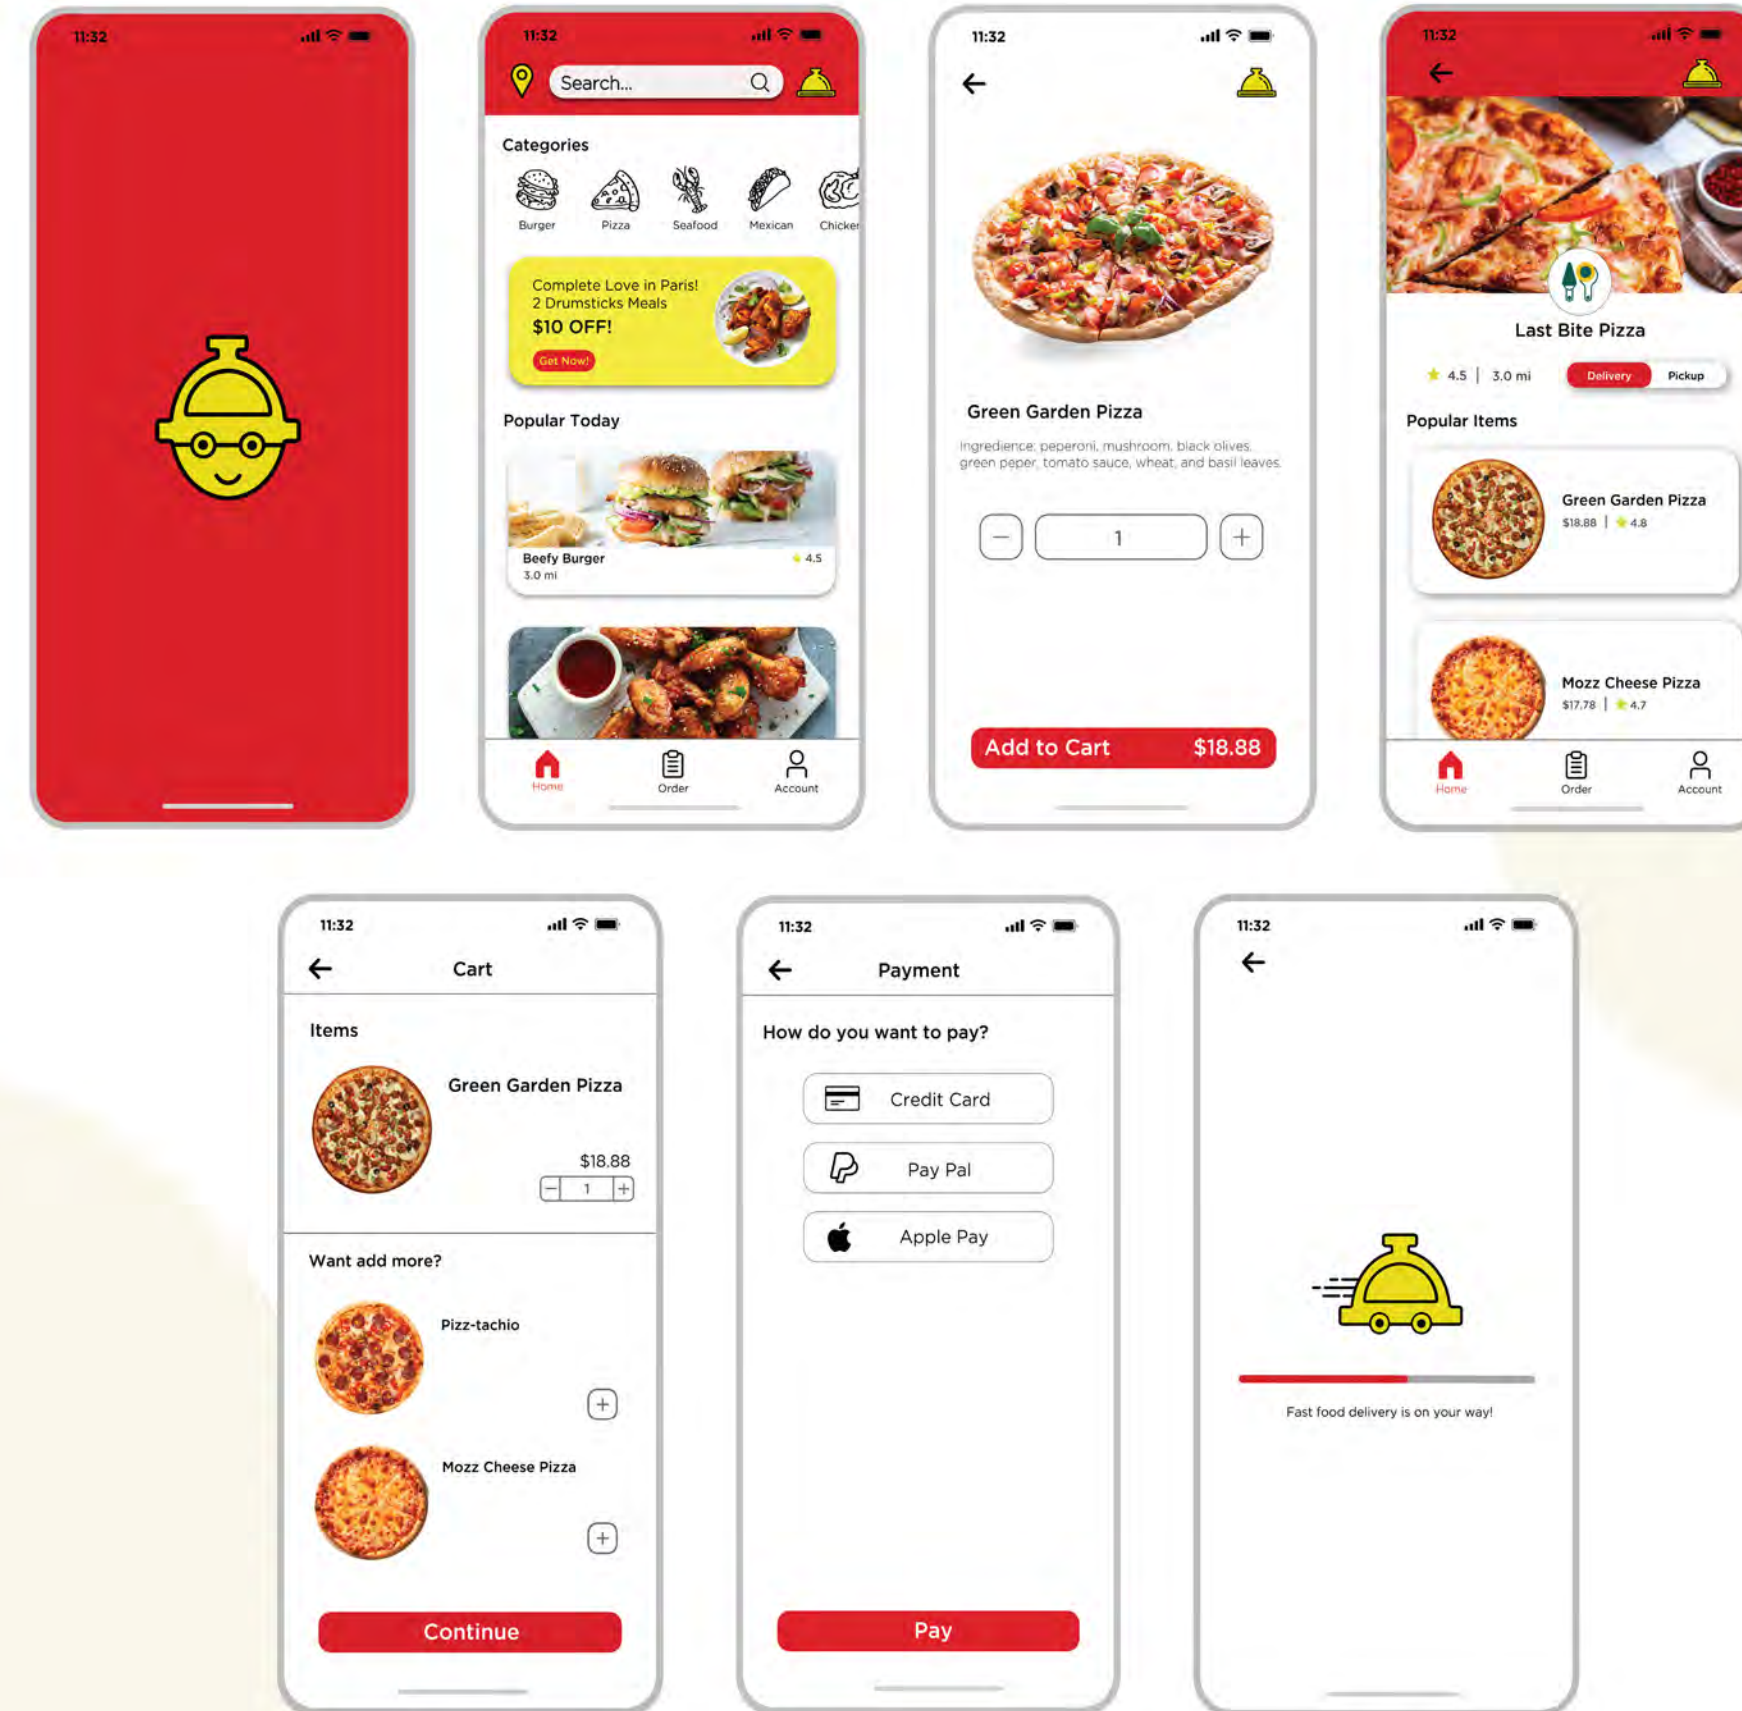 11:32
11:32
Search...
Categories
Burger
Pizza
Seafood
Mexican
Chicken
Complete Love in Paris!
2 Drumsticks Meals
$10 OFF!
Get Now!
Popular Today
Beefy Burger
4.5
3.0 mi
Home
Order
Account
11:32
Green Garden Pizza
Ingredience: peperoni, mushroom, black olives,
green peper, tomato sauce, wheat, and basil leaves.
1
Add to Cart $18.88
11:32
Last Bite Pizza
4.5 | 3.0 mi
Delivery
Pickup
Popular Items
Green Garden Pizza
$18.88 | 4.8
Mozz Cheese Pizza
$17.78 | 4.7
Home
Order
Account
11:32
Cart
Items
Green Garden Pizza
$18.88
1
Want add more?
Pizz-tachio
Mozz Cheese Pizza
Continue
11:32
Payment
How do you want to pay?
Credit Card
Pay Pal
Apple Pay
Pay
11:32
Fast food delivery is on your way!